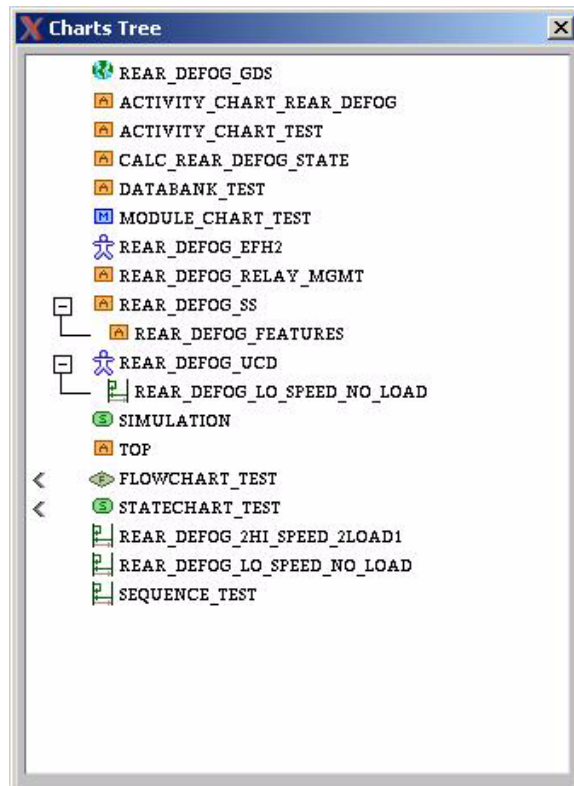 Charts Tree
REAR_DEFOG_GDS
A ACTIVITY_CHART_REAR_DEFOG
A ACTIVITY_CHART_TEST
A CALC_REAR_DEFOG_STATE
A DATABANK_TEST
M MODULE_CHART_TEST
REAR_DEFOG_EFH2
A REAR_DEFOG_RELAY_MGMT
A REAR_DEFOG_SS
A REAR_DEFOG_FEATURES
REAR_DEFOG_UCD
REAR_DEFOG_LO_SPEED_NO_LOAD
S SIMULATION
A TOP
F FLOWCHART_TEST
S STATECHART_TEST
REAR_DEFOG_2HI_SPEED_2LOAD1
REAR_DEFOG_LO_SPEED_NO_LOAD
SEQUENCE_TEST